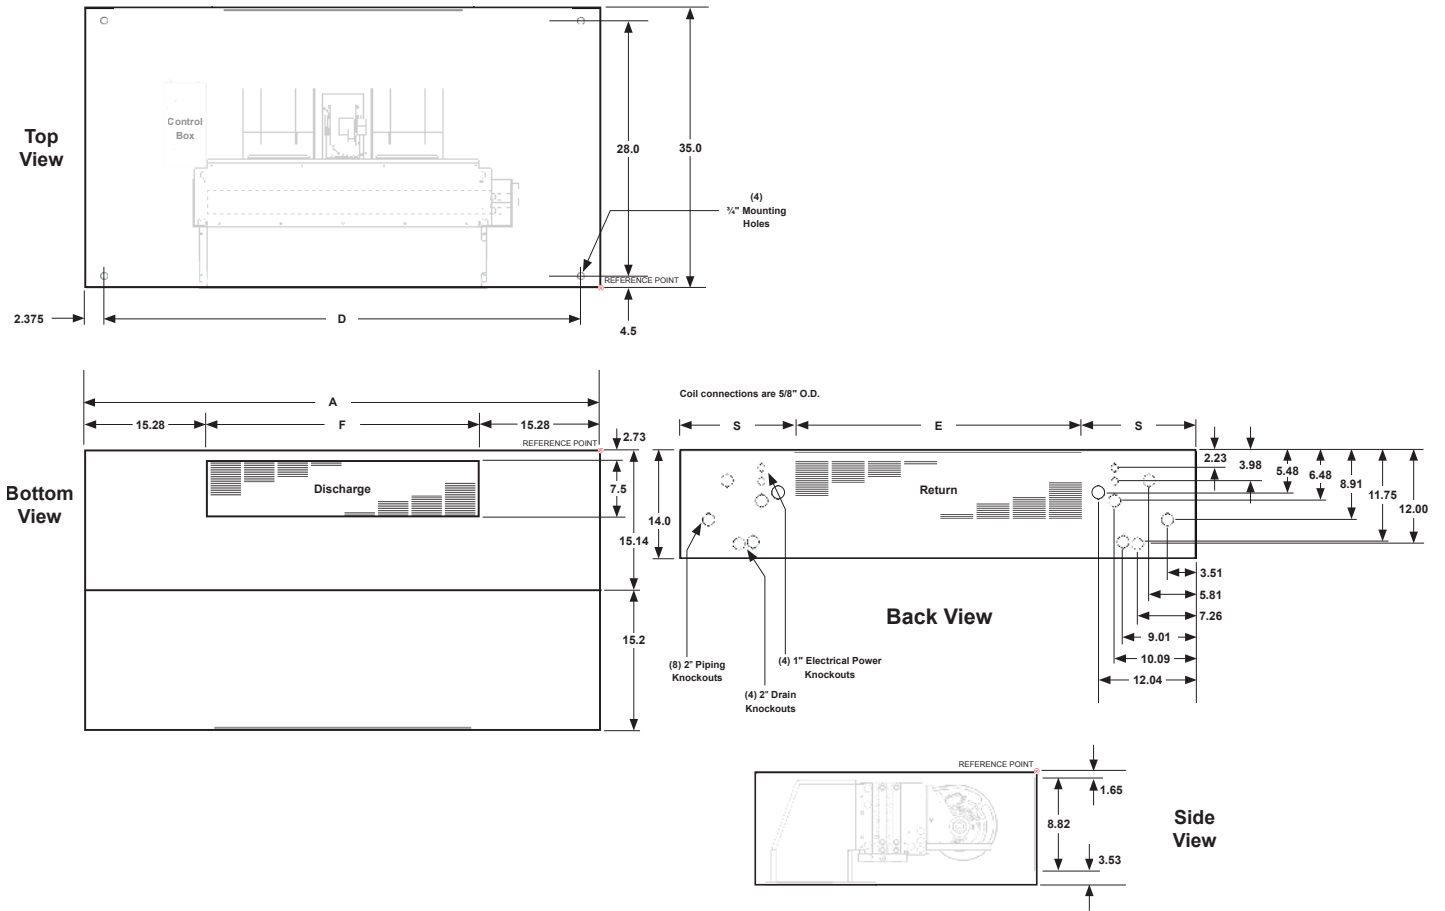 Top
View
Control
Box
28.0
35.0
(4)
¾" Mounting
Holes
REFERENCE POINT
2.375
D
4.5
A
15.28
F
15.28
REFERENCE POINT
2.73
Bottom
View
Discharge
7.5
15.14
15.2
Coil connections are 5/8" O.D.
S
E
S
14.0
Return
2.23
3.98
5.48
6.48
8.91
11.75
12.00
3.51
5.81
7.26
9.01
10.09
12.04
Back View
(8) 2" Piping
Knockouts
(4) 1" Electrical Power
Knockouts
(4) 2" Drain
Knockouts
REFERENCE POINT
1.65
8.82
3.53
Side
View